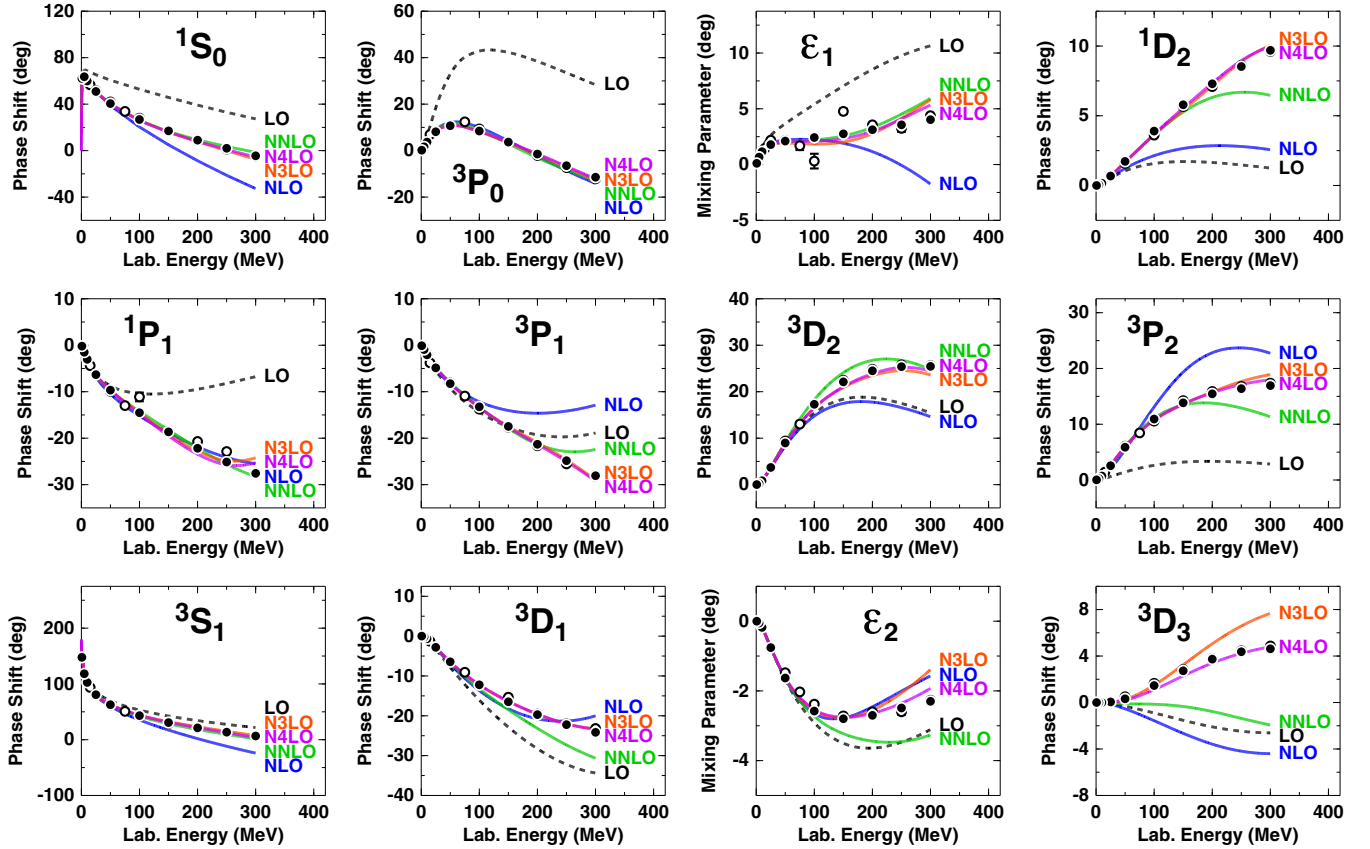 Phase Shift (deg)
120
80
40
0
-40
¹S₀
LO
NNLO
N4LO
N3LO
NLO
0 100 200 300 400
Lab. Energy (MeV)
Phase Shift (deg)
60
40
20
0
-20
³P₀
LO
N4LO
N3LO
NNLO
NLO
0 100 200 300 400
Lab. Energy (MeV)
Mixing Parameter (deg)
10
5
0
-5
ε₁
LO
NNLO
N3LO
N4LO
NLO
0 100 200 300 400
Lab. Energy (MeV)
Phase Shift (deg)
10
5
0
¹D₂
N3LO
N4LO
NNLO
NLO
LO
0 100 200 300 400
Lab. Energy (MeV)
Phase Shift (deg)
10
0
-10
-20
-30
¹P₁
LO
N3LO
N4LO
NLO
NNLO
0 100 200 300 400
Lab. Energy (MeV)
Phase Shift (deg)
10
0
-10
-20
-30
³P₁
NLO
LO
NNLO
N3LO
N4LO
0 100 200 300 400
Lab. Energy (MeV)
Phase Shift (deg)
40
30
20
10
0
³D₂
NNLO
N4LO
N3LO
LO
NLO
0 100 200 300 400
Lab. Energy (MeV)
Phase Shift (deg)
30
20
10
0
³P₂
NLO
N3LO
N4LO
NNLO
LO
0 100 200 300 400
Lab. Energy (MeV)
Phase Shift (deg)
200
100
0
-100
³S₁
LO
N3LO
N4LO
NNLO
NLO
0 100 200 300 400
Lab. Energy (MeV)
Phase Shift (deg)
10
0
-10
-20
-30
-40
³D₁
NLO
N3LO
N4LO
NNLO
LO
0 100 200 300 400
Lab. Energy (MeV)
Mixing Parameter (deg)
0
-2
-4
ε₂
N3LO
NLO
N4LO
LO
NNLO
0 100 200 300 400
Lab. Energy (MeV)
Phase Shift (deg)
8
4
0
-4
-8
³D₃
N3LO
N4LO
NNLO
LO
NLO
0 100 200 300 400
Lab. Energy (MeV)